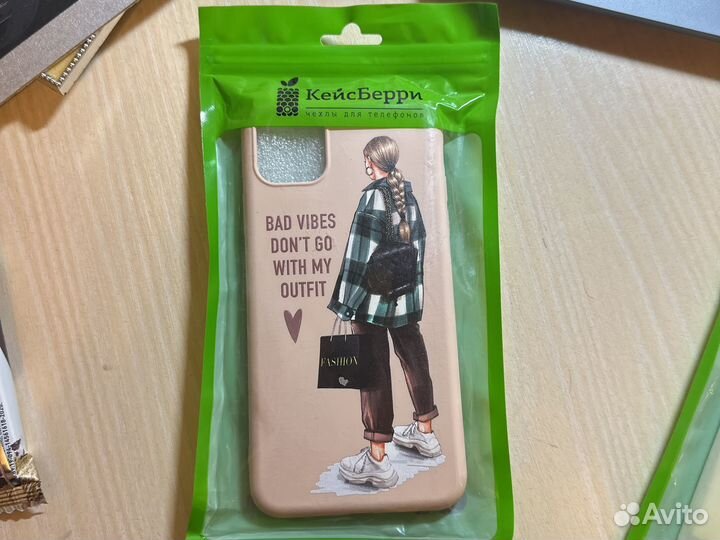 КейсБерри
чехлы для телефонов
BAD VIBES
DON'T GO
WITH MY
OUTFIT
FASHION
Avito